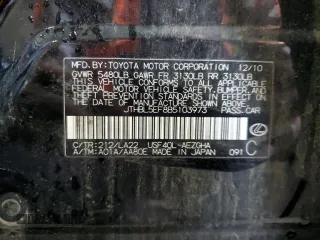 MFD. BY: TOYOTA MOTOR CORPORATION 12/10
GVWR 5480LB GAWR FR 3130LB RR 3130LB
THIS VEHICLE CONFORMS TO ALL APPLICABLE
FEDERAL MOTOR VEHICLE SAFETY, BUMPER, AND
THEFT PREVENTION STANDARDS IN EFFECT ON
THE DATE OF MANUFACTURE SHOWN ABOVE.
JTHBL5EF8B5103973 PASS.CAR
C/TR:212/LA22 USF40L-AEZGHA
A/TM:A01A/AA80E MADE IN JAPAN 091 C